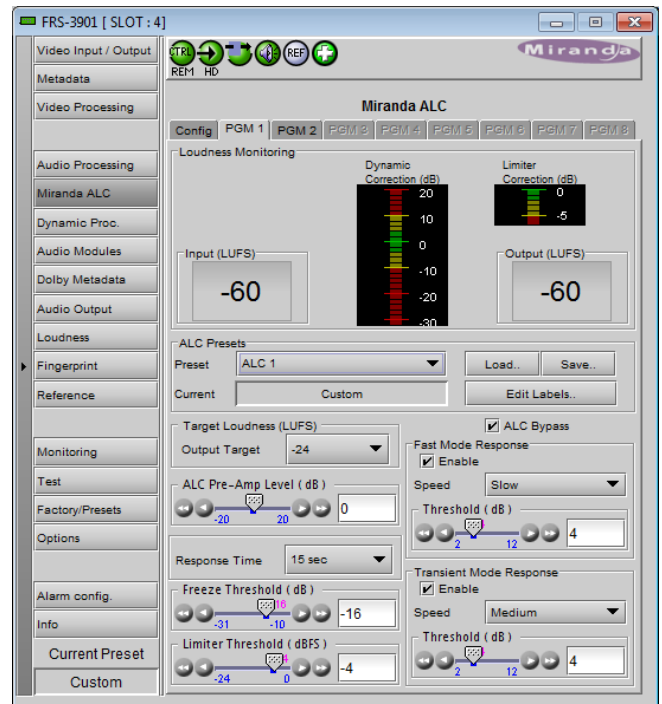 FRS-3901 [ SLOT : 4]
Video Input / Output
Metadata
Video Processing
Audio Processing
Miranda ALC
Dynamic Proc.
Audio Modules
Dolby Metadata
Audio Output
Loudness
Fingerprint
Reference
Monitoring
Test
Factory/Presets
Options
Alarm config.
Info
Current Preset
Custom
CTRL
REF
REM HD
Miranda
Miranda ALC
Config PGM 1 PGM 2 PGM 3 PGM 4 PGM 5 PGM 6 PGM 7 PGM 8
Loudness Monitoring
Dynamic
Correction (dB)
20
10
0
-10
-20
-30
Limiter
Correction (dB)
0
-5
Input (LUFS)
-60
Output (LUFS)
-60
ALC Presets
Preset ALC 1 Load.. Save..
Current Custom Edit Labels..
Target Loudness (LUFS)
Output Target -24
ALC Pre-Amp Level ( dB )
-20 20 0
Response Time 15 sec
Freeze Threshold ( dB )
16
-31 -10 -16
Limiter Threshold ( dBFS )
4
-24 0 -4
ALC Bypass
Fast Mode Response
Enable
Speed Slow
Threshold ( dB )
2 12 4
Transient Mode Response
Enable
Speed Medium
Threshold ( dB )
2 12 4